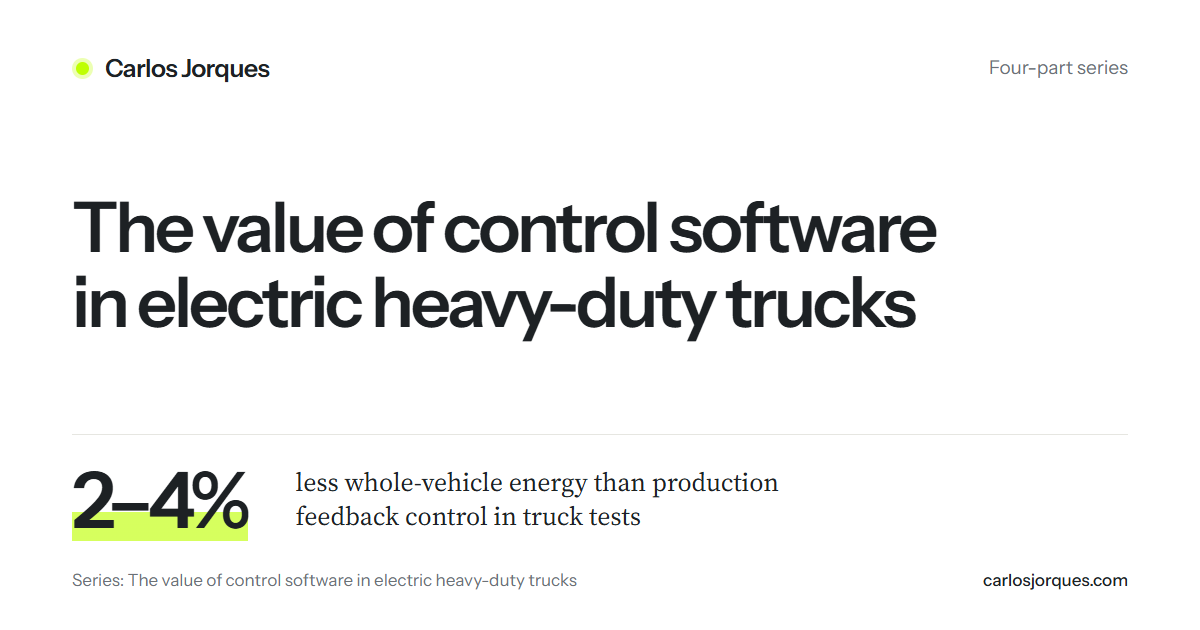 Carlos Jorques
Four-part series
The value of control software
in electric heavy-duty trucks
2–4%
less whole-vehicle energy than production
feedback control in truck tests
Series: The value of control software in electric heavy-duty trucks
carlosjorques.com